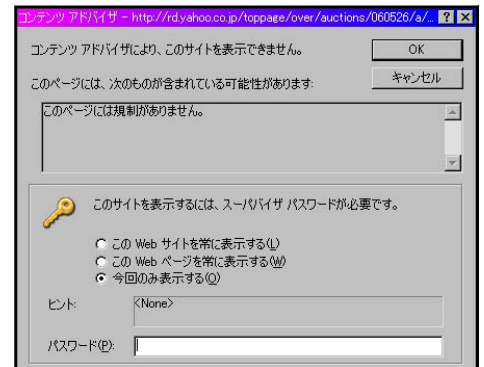 コンテンツ アドバイザ - http://rd.yahoo.co.jp/toppage/over/auctions/060526/a/...
コンテンツ アドバイザにより、このサイトを表示できません。
OK
このページには、次のものが含まれている可能性があります:
キャンセル
このページには規制がありません。
このサイトを表示するには、スーパバイザ パスワードが必要です。
この Web サイトを常に表示する(L)
この Web ページを常に表示する(W)
今回のみ表示する(O)
ヒント:
<None>
パスワード(P):